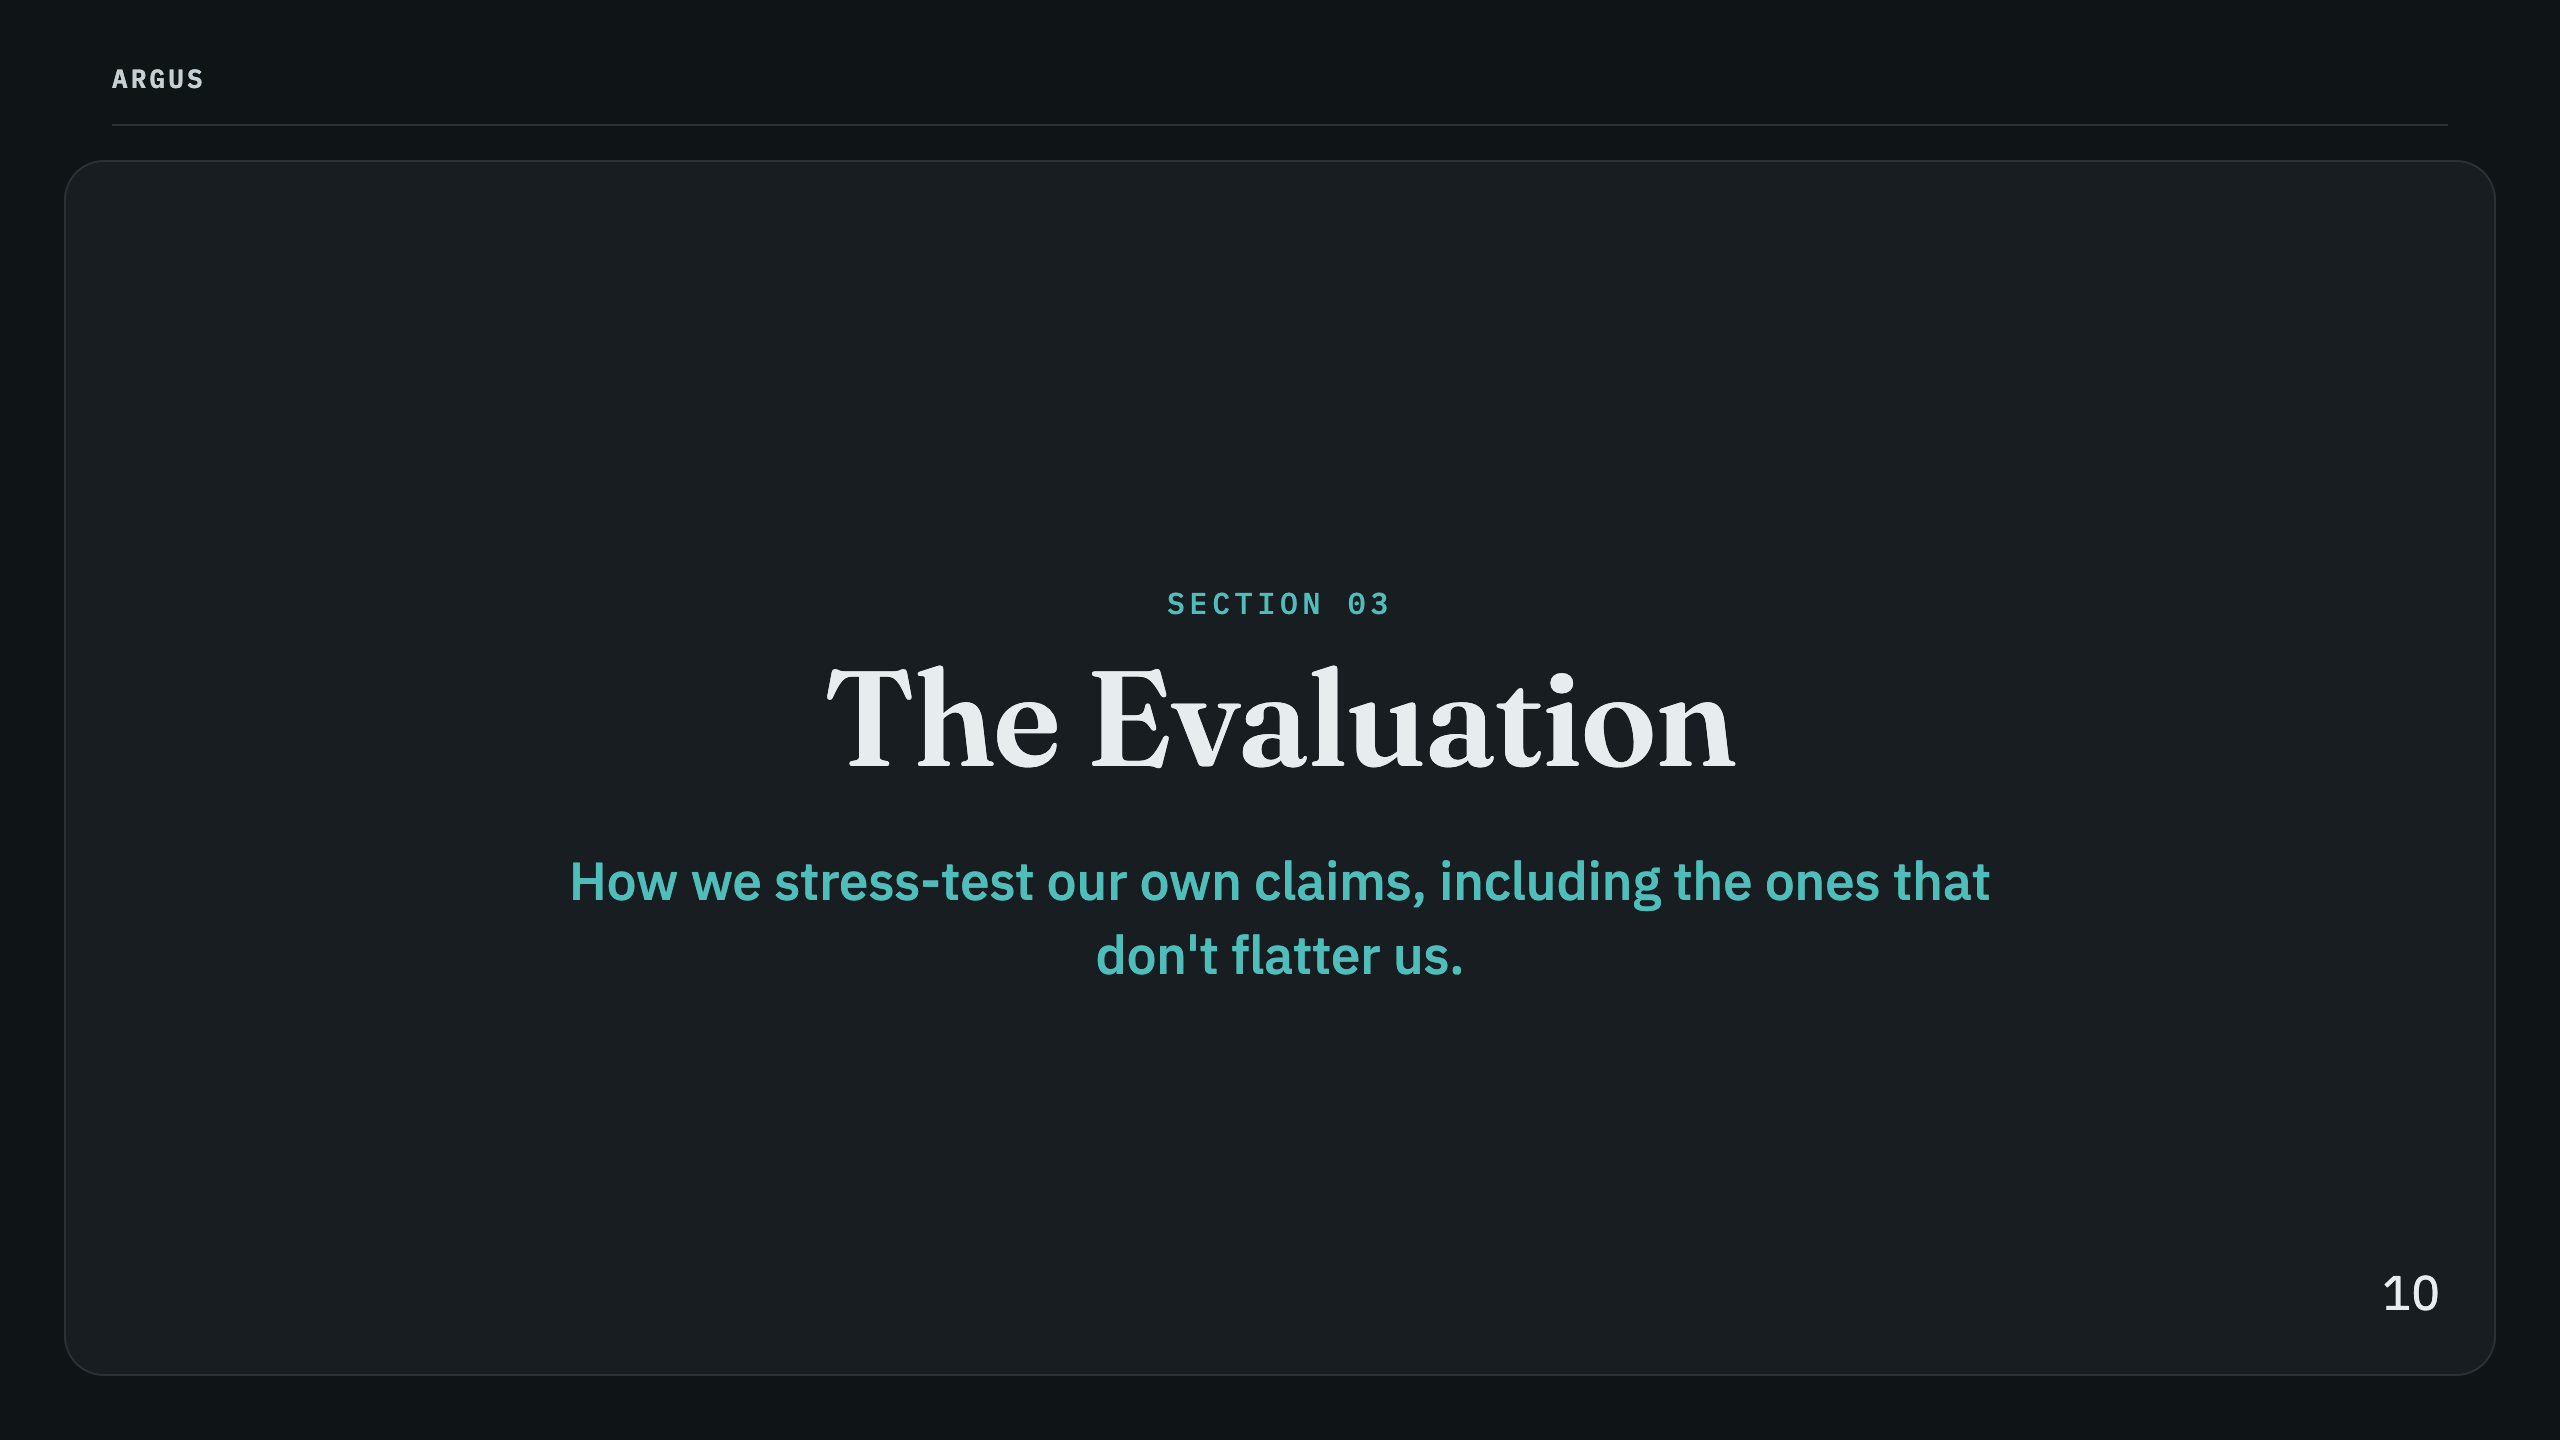 ARGUS
SECTION 03
The Evaluation
How we stress-test our own claims, including the ones that
don't flatter us.
10